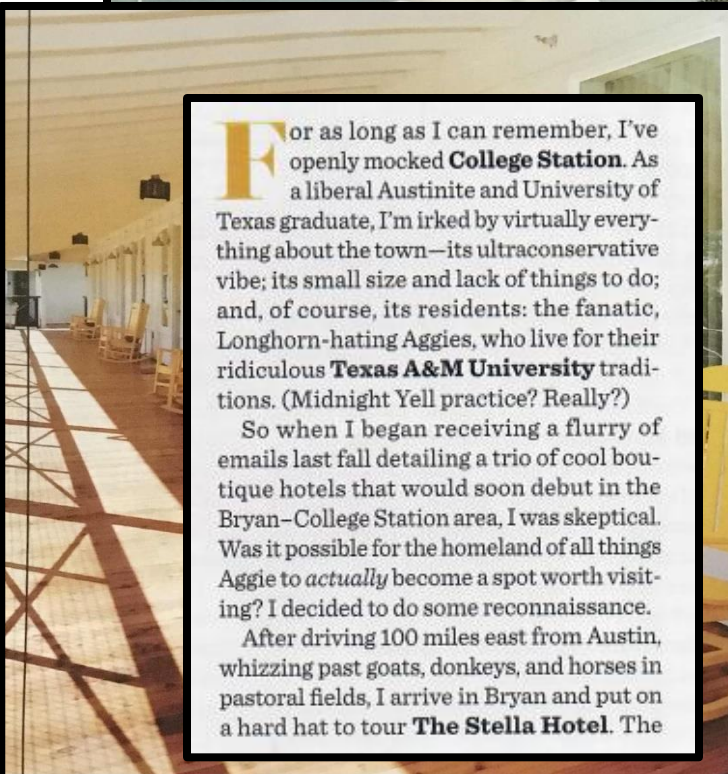 For as long as I can remember, I've
openly mocked College Station. As
a liberal Austinite and University of
Texas graduate, I'm irked by virtually every-
thing about the town—its ultraconservative
vibe; its small size and lack of things to do;
and, of course, its residents: the fanatic,
Longhorn-hating Aggies, who live for their
ridiculous Texas A&M University tradi-
tions. (Midnight Yell practice? Really?)
So when I began receiving a flurry of
emails last fall detailing a trio of cool bou-
tique hotels that would soon debut in the
Bryan–College Station area, I was skeptical.
Was it possible for the homeland of all things
Aggie to actually become a spot worth visit-
ing? I decided to do some reconnaissance.
After driving 100 miles east from Austin,
whizzing past goats, donkeys, and horses in
pastoral fields, I arrive in Bryan and put on
a hard hat to tour The Stella Hotel. The